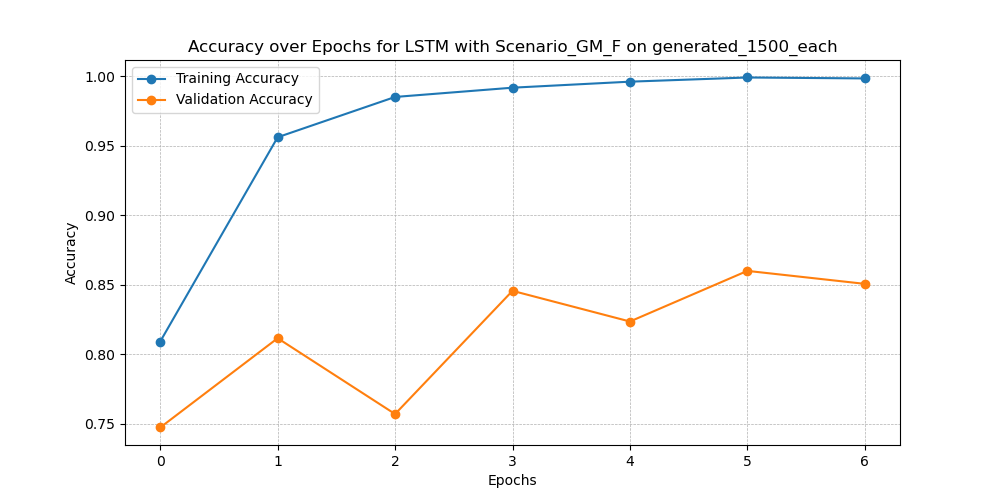 Accuracy over Epochs for LSTM with Scenario_GM_F on generated_1500_each
Training Accuracy
Validation Accuracy
1.00
0.95
0.90
0.85
0.80
0.75
Accuracy
0 1 2 3 4 5 6
Epochs